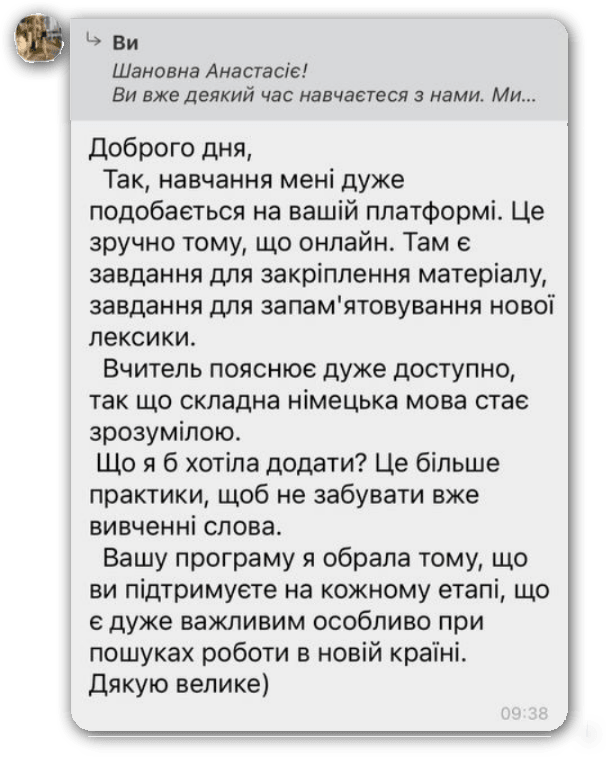 Ви
Шановна Анастасіє!
Ви вже деякий час навчаєтеся з нами. Ми...
Доброго дня,
Так, навчання мені дуже
подобається на вашій платформі. Це
зручно тому, що онлайн. Там є
завдання для закріплення матеріалу,
завдання для запам'ятовування нової
лексики.
Вчитель пояснює дуже доступно,
так що складна німецька мова стає
зрозумілою.
Що я б хотіла додати? Це більше
практики, щоб не забувати вже
вивченні слова.
Вашу програму я обрала тому, що
ви підтримуєте на кожному етапі, що
є дуже важливим особливо при
пошуках роботи в новій країні.
Дякую велике)
09:38